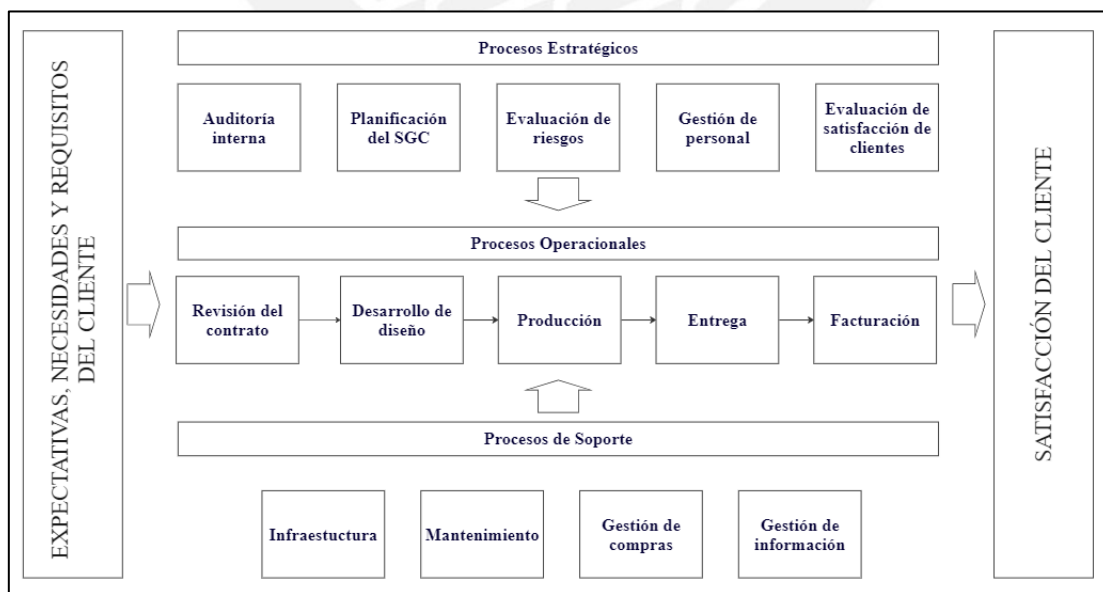 EXPECTATIVAS, NECESIDADES Y REQUISITOS
DEL CLIENTE
Procesos Estratégicos
Auditoría
interna
Planificación
del SGC
Evaluación de
riesgos
Gestión de
personal
Evaluación de
satisfacción de
clientes
Procesos Operacionales
Revisión del
contrato
Desarrollo de
diseño
Producción
Entrega
Facturación
Procesos de Soporte
Infraestuctura
Mantenimiento
Gestión de
compras
Gestión de
información
SATISFACCIÓN DEL CLIENTE